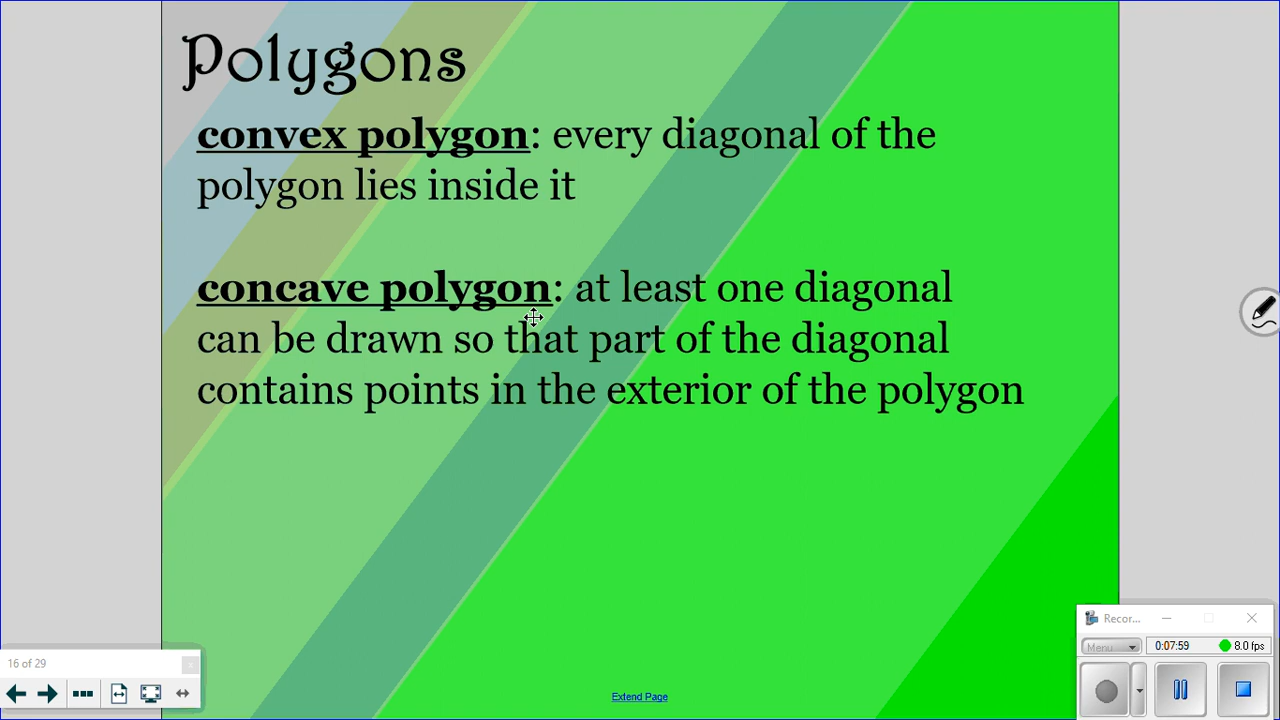 Polygons
convex polygon: every diagonal of the
polygon lies inside it
concave polygon: at least one diagonal
can be drawn so that part of the diagonal
contains points in the exterior of the polygon
Extend Page
16 of 29
x
Recor...
Menu
0:07:59
8.0 fps